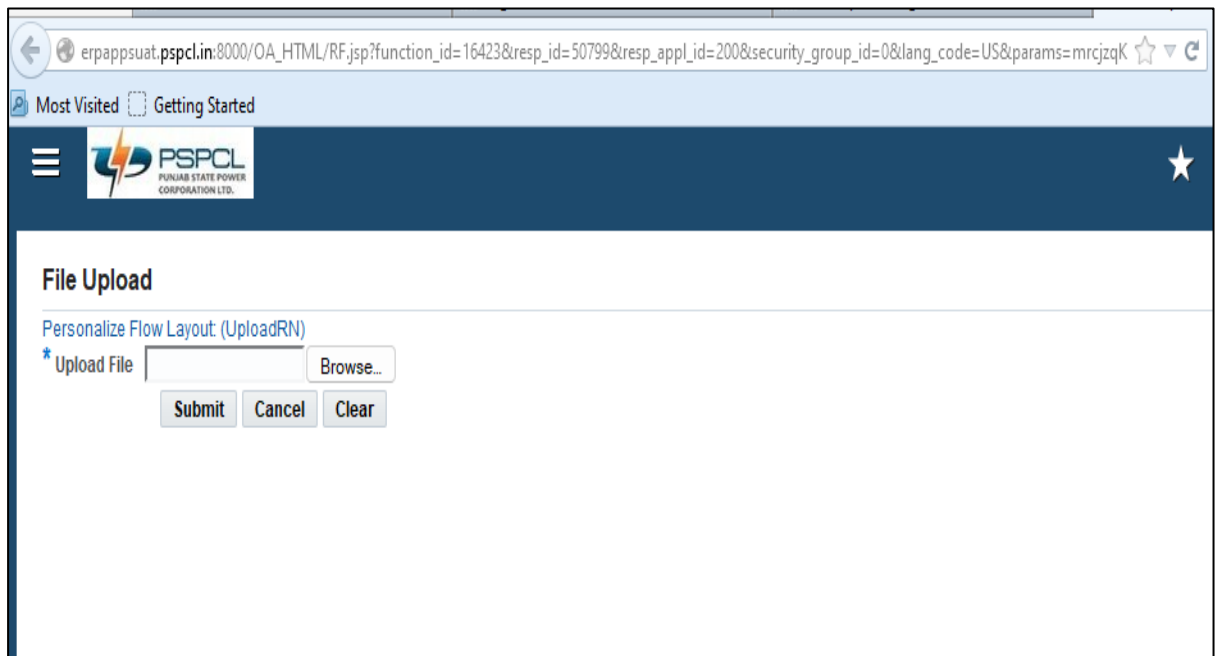 erpappsuat.pspcl.in:8000/OA_HTML/RF.jsp?function_id=16423&resp_id=50799&resp_appl_id=200&security_group_id=0&lang_code=US&params=mrcjzqK
Most Visited Getting Started
PSPCL
PUNJAB STATE POWER
CORPORATION LTD.
File Upload
Personalize Flow Layout: (UploadRN)
* Upload File Browse...
Submit Cancel Clear